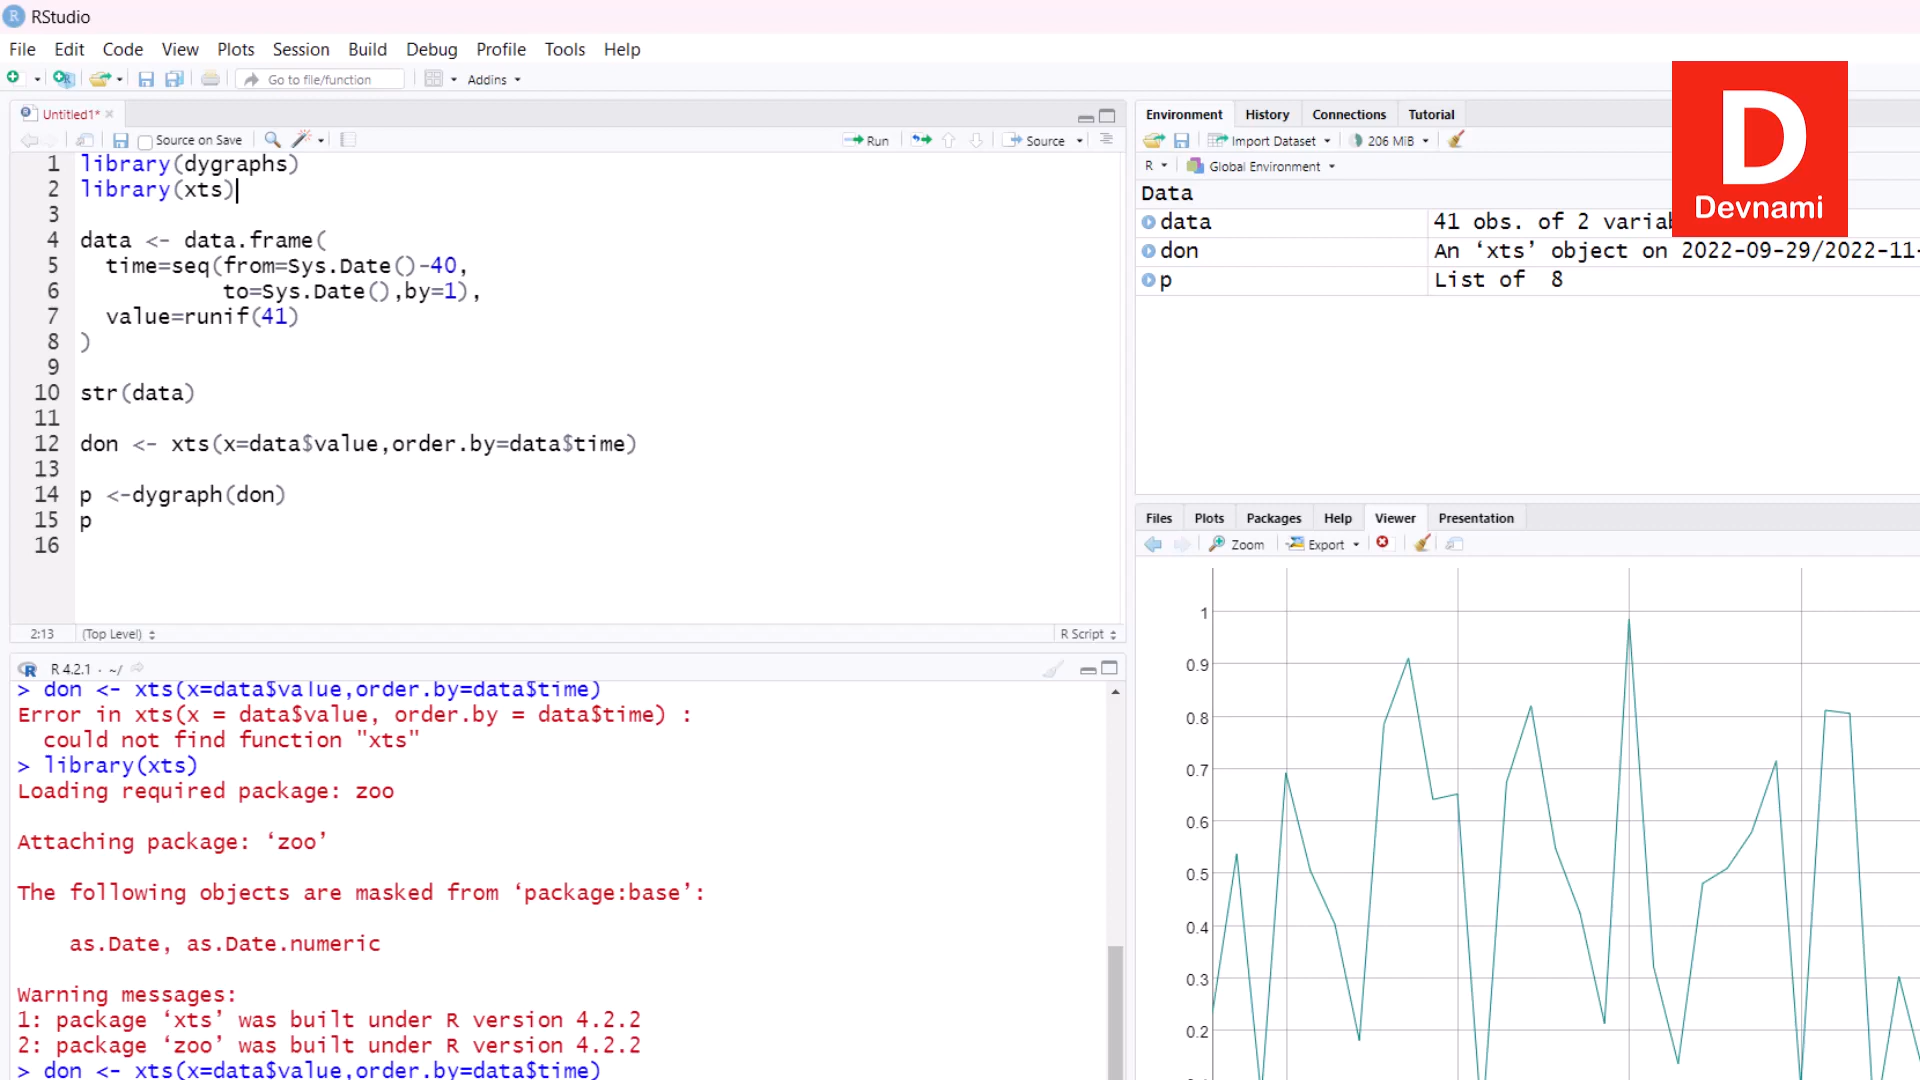 RStudio
File Edit Code View Plots Session Build Debug Profile Tools Help
Go to file/function Addins
Untitled1*
Source on Save Run Source
1 library(dygraphs)
2 library(xts)
3
4 data <- data.frame(
5 time=seq(from=Sys.Date()-40,
6 to=Sys.Date(),by=1),
7 value=runif(41)
8 )
9
10 str(data)
11
12 don <- xts(x=data$value,order.by=data$time)
13
14 p <-dygraph(don)
15 p
16
2:13 (Top Level) R Script
R 4.2.1 · ~/
> don <- xts(x=data$value,order.by=data$time)
Error in xts(x = data$value, order.by = data$time) :
could not find function "xts"
> library(xts)
Loading required package: zoo
Attaching package: ‘zoo’
The following objects are masked from ‘package:base’:
as.Date, as.Date.numeric
Warning messages:
1: package ‘xts’ was built under R version 4.2.2
2: package ‘zoo’ was built under R version 4.2.2
> don <- xts(x=data$value,order.by=data$time)
Environment History Connections Tutorial
Import Dataset 206 MiB
R Global Environment
Data
data 41 obs. of 2
don An ‘xts’ object on 2022-09-29/2022-11-
p List of 8
D
Devnami
Files Plots Packages Help Viewer Presentation
Zoom Export
1
0.9
0.8
0.7
0.6
0.5
0.4
0.3
0.2